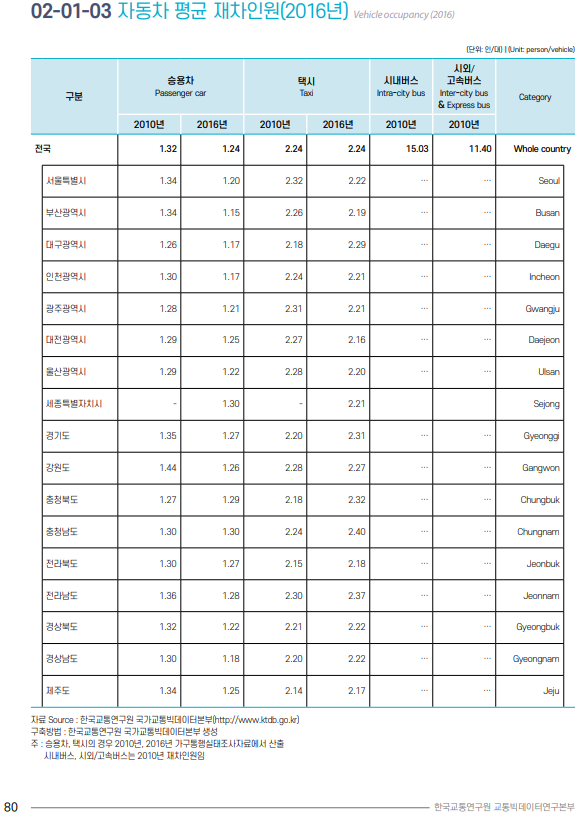 02-01-03 자동차 평균 재차인원(2016년) Vehicle occupancy (2016)
(단위: 인/대) | (Unit: person/vehicle)
구분 승용차 Passenger car 택시 Taxi 시내버스 Intra-city bus 시외/고속버스 Inter-city bus & Express bus Category
2010년 2016년 2010년 2016년 2010년 2010년
전국 1.32 1.24 2.24 2.24 15.03 11.40 Whole country
서울특별시 1.34 1.20 2.32 2.22 ··· ··· Seoul
부산광역시 1.34 1.15 2.26 2.19 ··· ··· Busan
대구광역시 1.26 1.17 2.18 2.29 ··· ··· Daegu
인천광역시 1.30 1.17 2.24 2.21 ··· ··· Incheon
광주광역시 1.28 1.21 2.31 2.21 ··· ··· Gwangju
대전광역시 1.29 1.25 2.27 2.16 ··· ··· Daejeon
울산광역시 1.29 1.22 2.28 2.20 ··· ··· Ulsan
세종특별자치시 - 1.30 - 2.21 Sejong
경기도 1.35 1.27 2.20 2.31 ··· ··· Gyeonggi
강원도 1.44 1.26 2.28 2.27 ··· ··· Gangwon
충청북도 1.27 1.29 2.18 2.32 ··· ··· Chungbuk
충청남도 1.30 1.30 2.24 2.40 ··· ··· Chungnam
전라북도 1.30 1.27 2.15 2.18 ··· ··· Jeonbuk
전라남도 1.36 1.28 2.30 2.37 ··· ··· Jeonnam
경상북도 1.32 1.22 2.21 2.22 ··· ··· Gyeongbuk
경상남도 1.30 1.18 2.20 2.22 ··· ··· Gyeongnam
제주도 1.34 1.25 2.14 2.17 ··· ··· Jeju
자료 Source : 한국교통연구원 국가교통빅데이터본부(http://www.ktdb.go.kr)
구축방법 : 한국교통연구원 국가교통빅데이터본부 생성
주 : 승용차, 택시의 경우 2010년, 2016년 가구통행실태조사자료에서 산출
시내버스, 시외/고속버스는 2010년 재차인원임
80 한국교통연구원 교통빅데이터연구본부